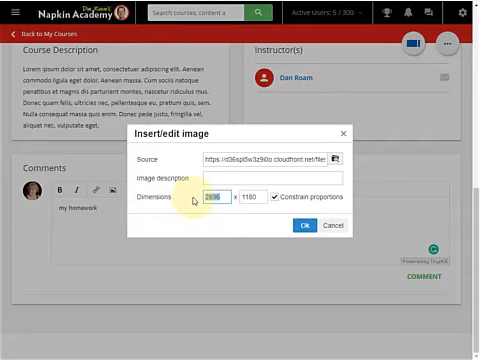 Dan Roam's
Napkin Academy
Search courses, content a
Active Users: 5 / 300
Back to My Courses
Course Description
Instructor(s)
Lorem ipsum dolor sit amet, consectetuer adipiscing elit.
Aenean commodo ligula eget dolor. Aenean
massa. Cum sociis natoque
penatibus et magnis dis parturient montes, nascetur ridiculus mus.
Donec quam felis, ultricies nec, pellentesque eu, pretium quis, sem.
Nulla consequat massa quis enim. Donec pede justo, fringilla vel,
aliquet nec, vulputate eget,
Dan Roam
Insert/edit image
Source
https://d36spl5w3z9i0o.cloudfront.net/files
Image description
Dimensions
2896
x
1180
Constrain proportions
Ok
Cancel
Comments
B
I
my homework
Powered by TinyMCE
COMMENT